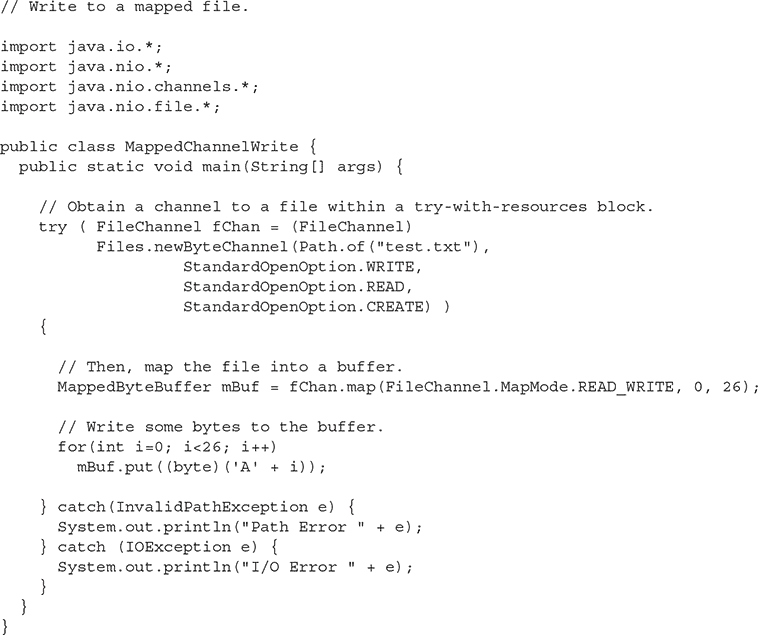 // Write to a mapped file.

import java.io.*;
import java.nio.*;
import java.nio.channels.*;
import java.nio.file.*;

public class MappedChannelWrite {
  public static void main(String[] args) {

    // Obtain a channel to a file within a try-with-resources block.
    try ( FileChannel fChan = (FileChannel)
          Files.newByteChannel(Path.of("test.txt"),
                   StandardOpenOption.WRITE,
                   StandardOpenOption.READ,
                   StandardOpenOption.CREATE) )
    {

      // Then, map the file into a buffer.
      MappedByteBuffer mBuf = fChan.map(FileChannel.MapMode.READ_WRITE, 0, 26);

      // Write some bytes to the buffer.
      for(int i=0; i<26; i++)
        mBuf.put((byte)('A' + i));

    } catch(InvalidPathException e) {
      System.out.println("Path Error " + e);
    } catch (IOException e) {
      System.out.println("I/O Error " + e);
    }
  }
}